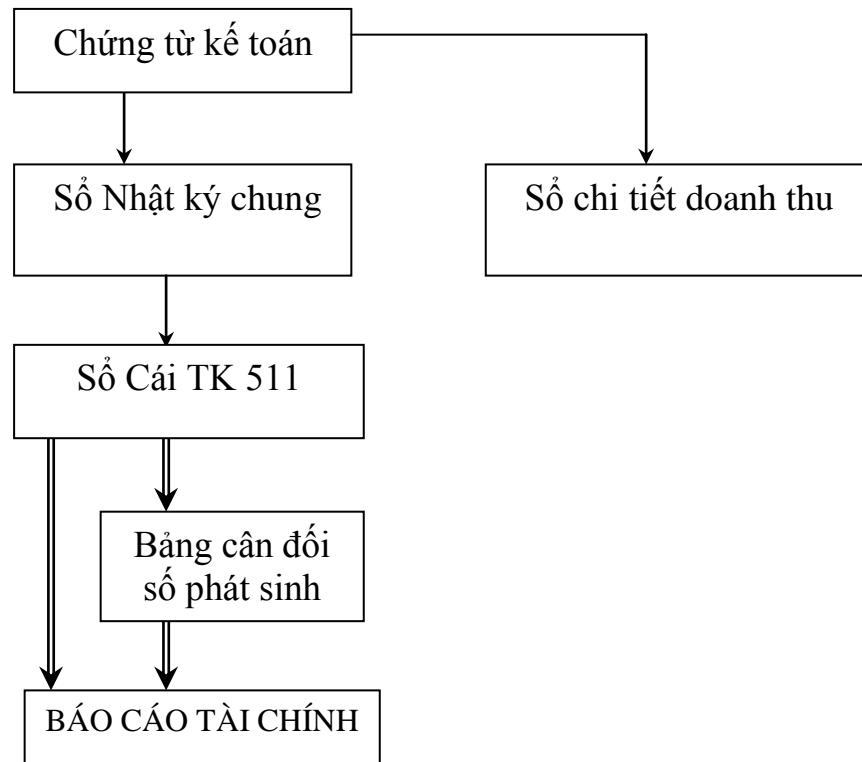 Chứng từ kế toán
Sổ Nhật ký chung
Sổ chi tiết doanh thu
Sổ Cái TK 511
Bảng cân đối
số phát sinh
BÁO CÁO TÀI CHÍNH